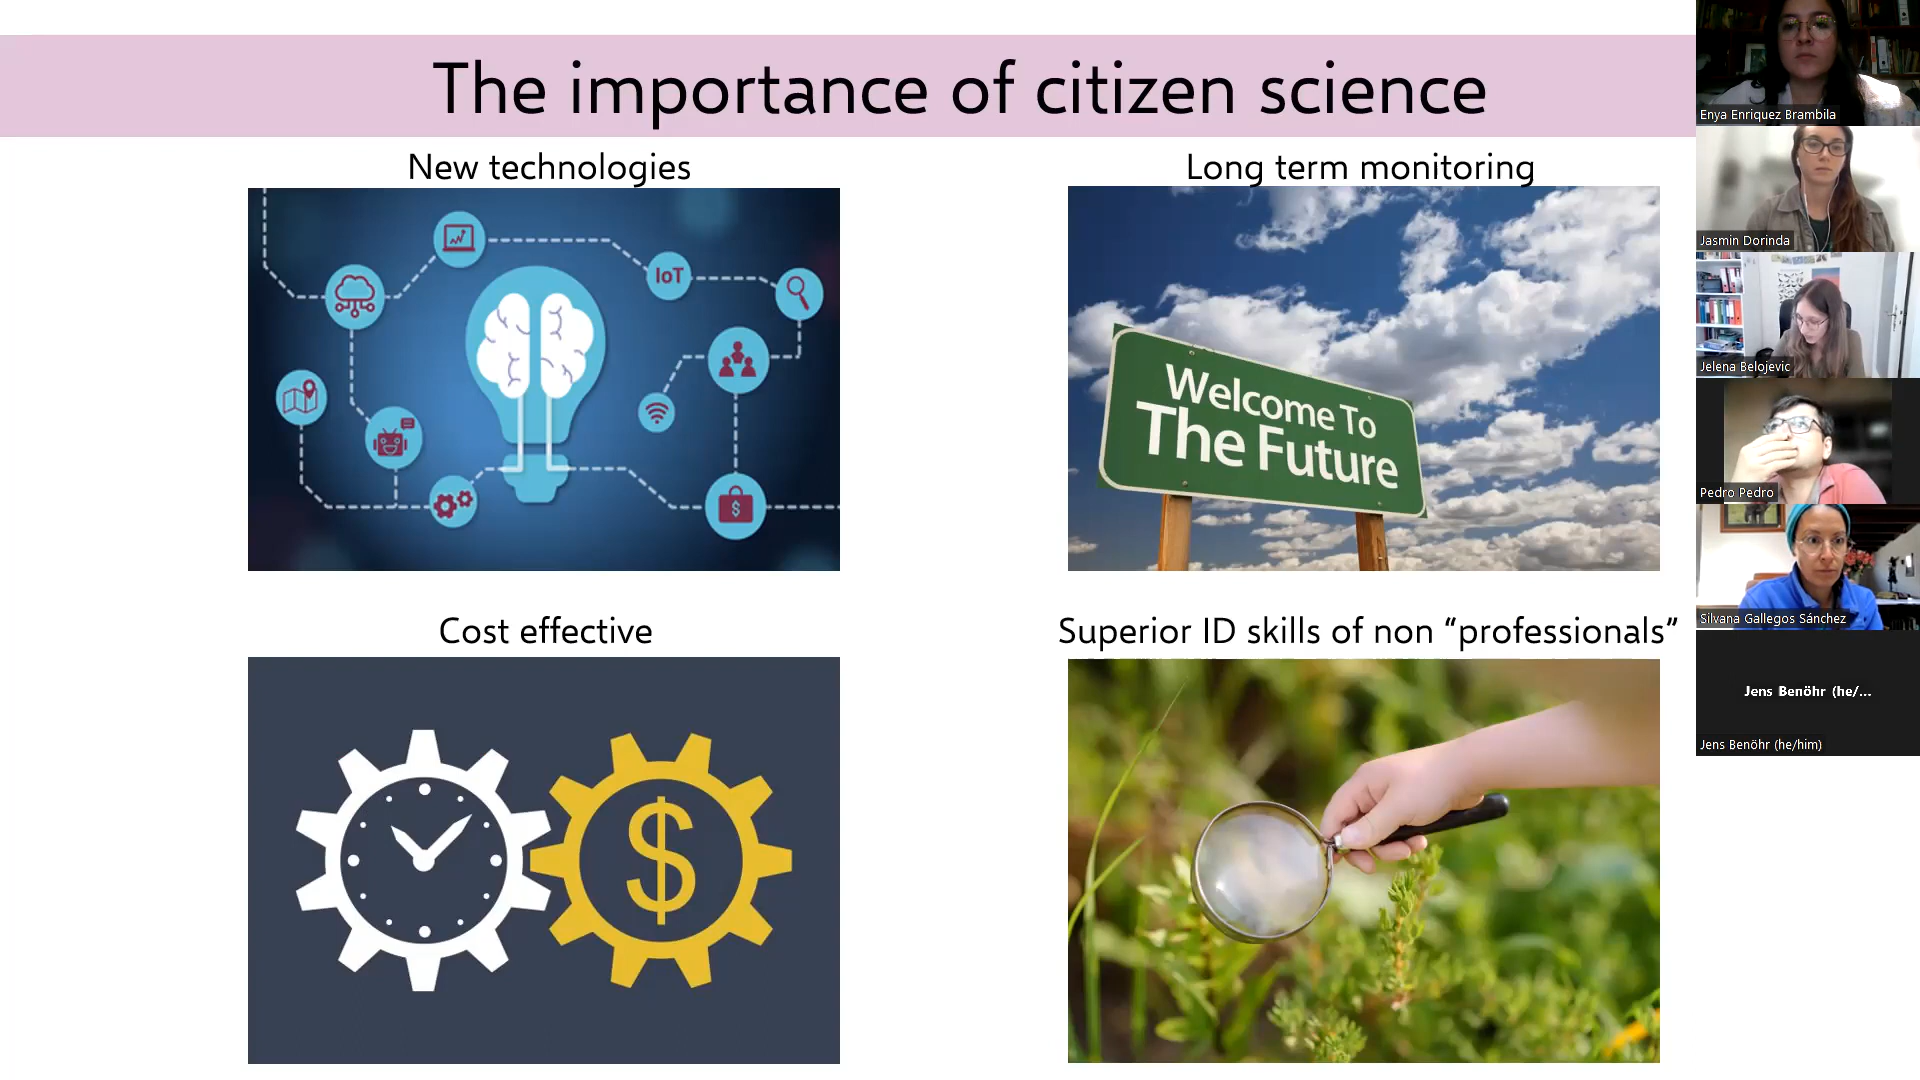 The importance of citizen science
New technologies
IoT
$
Long term monitoring
Welcome To
The Future
Cost effective
$
Superior ID skills of non “professionals”
Enya Enriquez Brambila
Jasmin Dorinda
Jelena Belojevic
Pedro Pedro
Silvana Gallegos Sánchez
Jens Benöhr (he/...
Jens Benöhr (he/him)